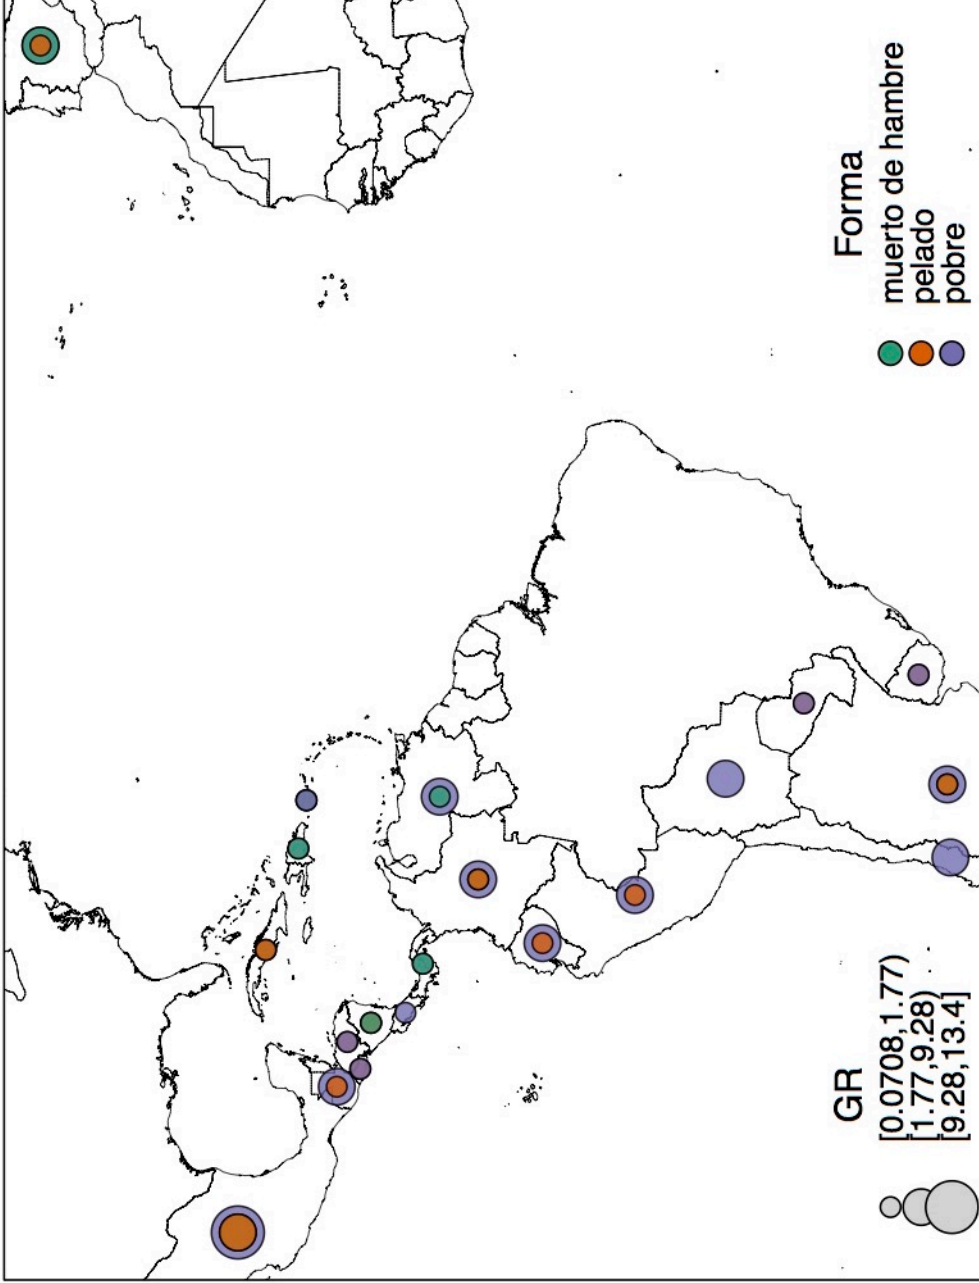 GR
[0.0708,1.77)
[1.77,9.28)
[9.28,13.4]
Forma
muerto de hambre
pelado
pobre